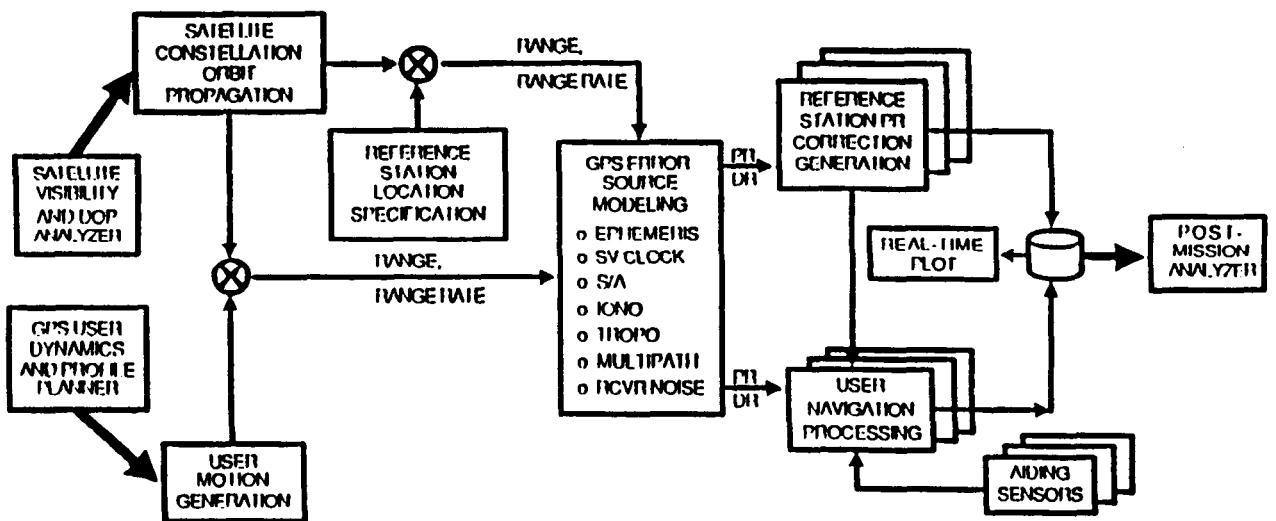 SATELLITE
CONSTELLATION
ORBIT
PROPAGATION
RANGE,
RANGE RATE
REFERENCE
STATION PR
CORRECTION
GENERATION
SATELLITE
VISIBILITY
AND DOP
ANALYZER
REFERENCE
STATION
LOCATION
SPECIFICATION
GPS ERROR
SOURCE
MODELING
o EPHEMERIS
o SV CLOCK
o S/A
o IONO
o TROPO
o MULTIPATH
o RCVR NOISE
PR
DR
REAL-TIME
PLOT
POST-
MISSION
ANALYZER
RANGE,
RANGE RATE
GPS USER
DYNAMICS
AND PROFILE
PLANNER
PR
DR
USER
NAVIGATION
PROCESSING
USER
MOTION
GENERATION
AIDING
SENSORS